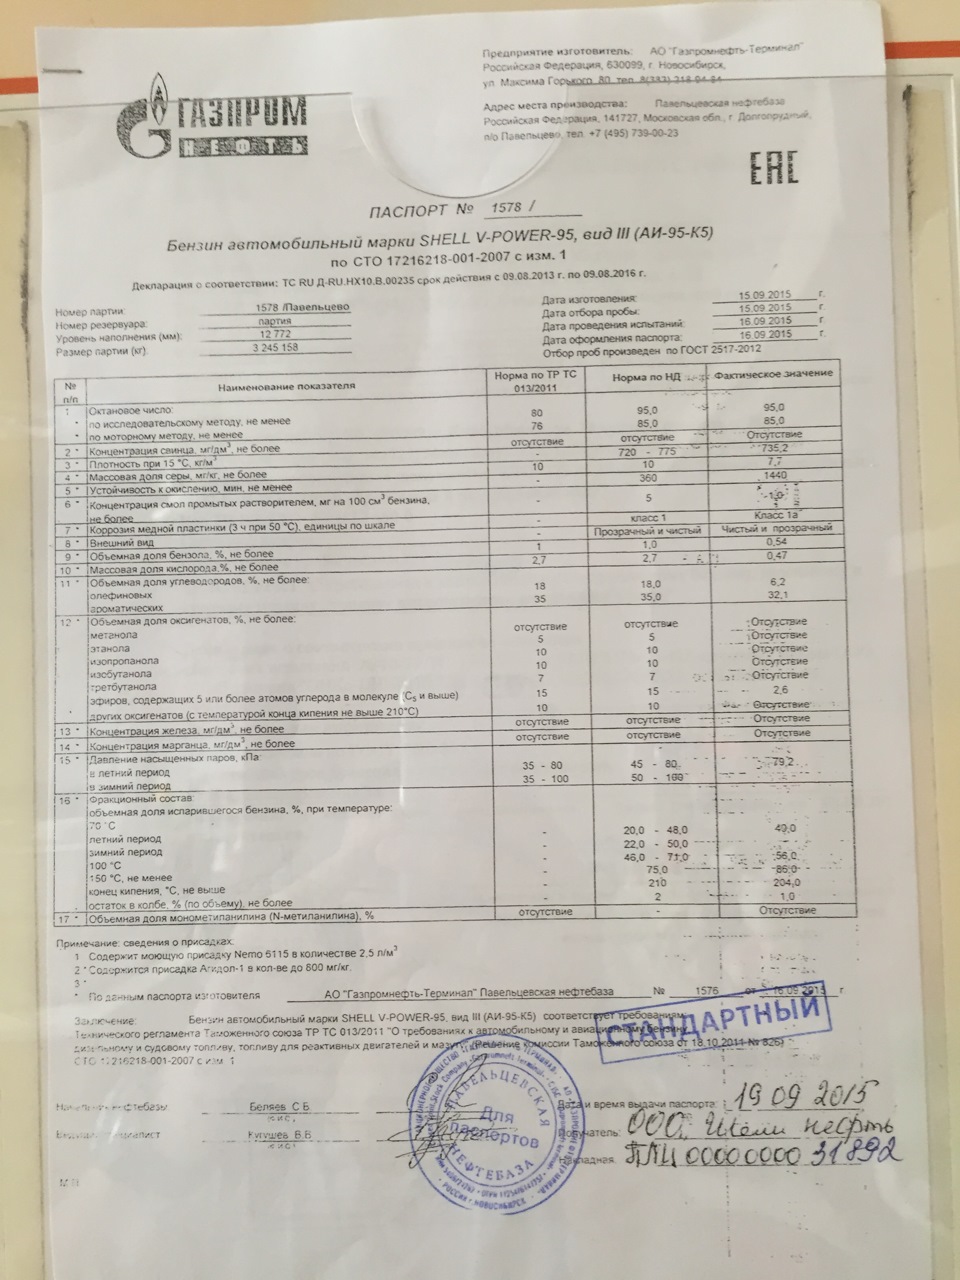 Предприятие изготовитель: АО "Газпромнефть-Терминал"
Российская Федерация, 630099, г. Новосибирск,
ул. Максима Горького, 80, тел.
Адрес места производства: Павельцевская нефтебаза
Российская Федерация, 141727, Московская обл., г. Долгопрудный,
п/о Павельцево, тел. +7 (495) 739-00-23
ГАЗПРОМ
НЕФТЬ
ЕАС
ПАСПОРТ № 1578 /
Бензин автомобильный марки SHELL V-POWER-95, вид III (АИ-95-К5)
по СТО 17216218-001-2007 с изм. 1
Декларация о соответствии: ТС RU Д-RU.НХ10.В.00235 срок действия с 09.08.2013 г. по 09.08.2016 г.
Номер партии: 1578 /Павельцево
Номер резервуара: партия
Уровень наполнения (мм): 12 772
Размер партии (кг): 3 245 158
Дата изготовления: 15.09.2015 г.
Дата отбора пробы: 15.09.2015 г.
Дата проведения испытаний: 16.09.2015 г.
Дата оформления паспорта: 16.09.2015 г.
Отбор проб произведен по ГОСТ 2517-2012
№ п/п Наименование показателя Норма по ТР ТС 013/2011 Норма по НД Фактическое значение
1 Октановое число:
* по исследовательскому методу, не менее 80 95,0 95,0
* по моторному методу, не менее 76 85,0 85,0
2 * Концентрация свинца, мг/дм³, не более отсутствие отсутствие Отсутствие
3 * Плотность при 15 °С, кг/м³ - 720 - 775 735,2
4 * Массовая доля серы, мг/кг, не более 10 10 7,7
5 * Устойчивость к окислению, мин, не менее - 360 1440
6 * Концентрация смол промытых растворителем, мг на 100 см³ бензина,
не более - 5 1,0
7 * Коррозия медной пластинки (3 ч при 50 °С), единицы по шкале - класс 1 Класс 1а
8 * Внешний вид - Прозрачный и чистый Чистый и прозрачный
9 * Объемная доля бензола, %, не более 1 1,0 0,54
10 * Массовая доля кислорода,%, не более 2,7 2,7 0,47
11 * Объемная доля углеводородов, %, не более:
олефиновых 18 18,0 6,2
ароматических 35 35,0 32,1
12 * Объемная доля оксигенатов, %, не более:
метанола отсутствие отсутствие Отсутствие
этанола 5 5 Отсутствие
изопропанола 10 10 Отсутствие
изобутанола 10 10 Отсутствие
третбутанола 7 7 Отсутствие
эфиров, содержащих 5 или более атомов углерода в молекуле (С₅ и выше) 15 15 2,6
* других оксигенатов (с температурой конца кипения не выше 210°С) 10 10 Отсутствие
13 * Концентрация железа, мг/дм³, не более отсутствие отсутствие Отсутствие
14 * Концентрация марганца, мг/дм³, не более отсутствие отсутствие Отсутствие
15 * Давление насыщенных паров, кПа:
в летний период 35 - 80 45 - 80 79,2
в зимний период 35 - 100 50 - 100
16 * Фракционный состав:
объемная доля испарившегося бензина, %, при температуре:
70 °С
летний период - 20,0 - 48,0 40,0
зимний период - 22,0 - 50,0
100 °С - 46,0 - 71,0 56,0
150 °С, не менее - 75,0 86,0
конец кипения, °С, не выше - 210 204,0
остаток в колбе, % (по объему), не более - 2 1,0
17 * Объемная доля монометиланилина (N-метиланилина), % отсутствие - Отсутствие
Примечание: сведения о присадках:
1 Содержит моющую присадку Nemo 6115 в количестве 2,5 л/м³
2 * Содержится присадка Агидол-1 в кол-ве до 800 мг/кг.
3 *
* По данным паспорта изготовителя АО "Газпромнефть-Терминал" Павельцевская нефтебаза № 1576 от 16.09.2015 г.
СТАНДАРТНЫЙ
Заключение: Бензин автомобильный марки SHELL V-POWER-95, вид III (АИ-95-К5) соответствует требованиям
Технического регламента Таможенного союза ТР ТС 013/2011 "О требованиях к автомобильному и авиационному бензину,
дизельному и судовому топливу, топливу для реактивных двигателей и мазуту" (Решение комиссии Таможенного союза от 18.10.2011 № 826)
СТО 17216218-001-2007 с изм. 1
Начальник нефтебазы Беляев С.Б.
Ведущий специалист Кугушев В.В.
ПАВЕЛЬЦЕВСКАЯ НЕФТЕБАЗА
Для паспортов
РОССИЯ г. НОВОСИБИРСК
Дата и время выдачи паспорта: 19 09 2015
Получатель: ООО, Шелл нефть
Накладная: ПЛЦ 00000000 31892